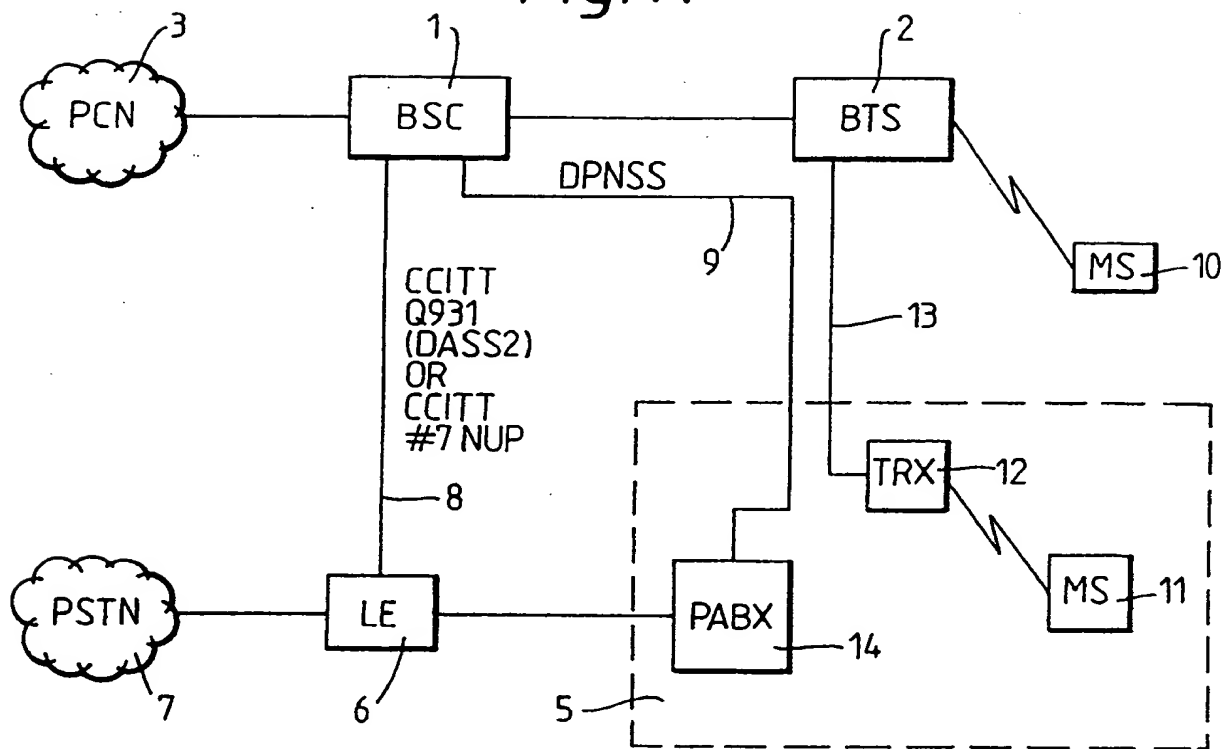 Fig.1.
3
1
2
PCN
BSC
BTS
DPNSS
9
MS
10
CCITT
Q931
(DASS2)
OR
CCITT
#7 NUP
13
8
TRX
12
PSTN
LE
PABX
14
MS
11
7
6
5